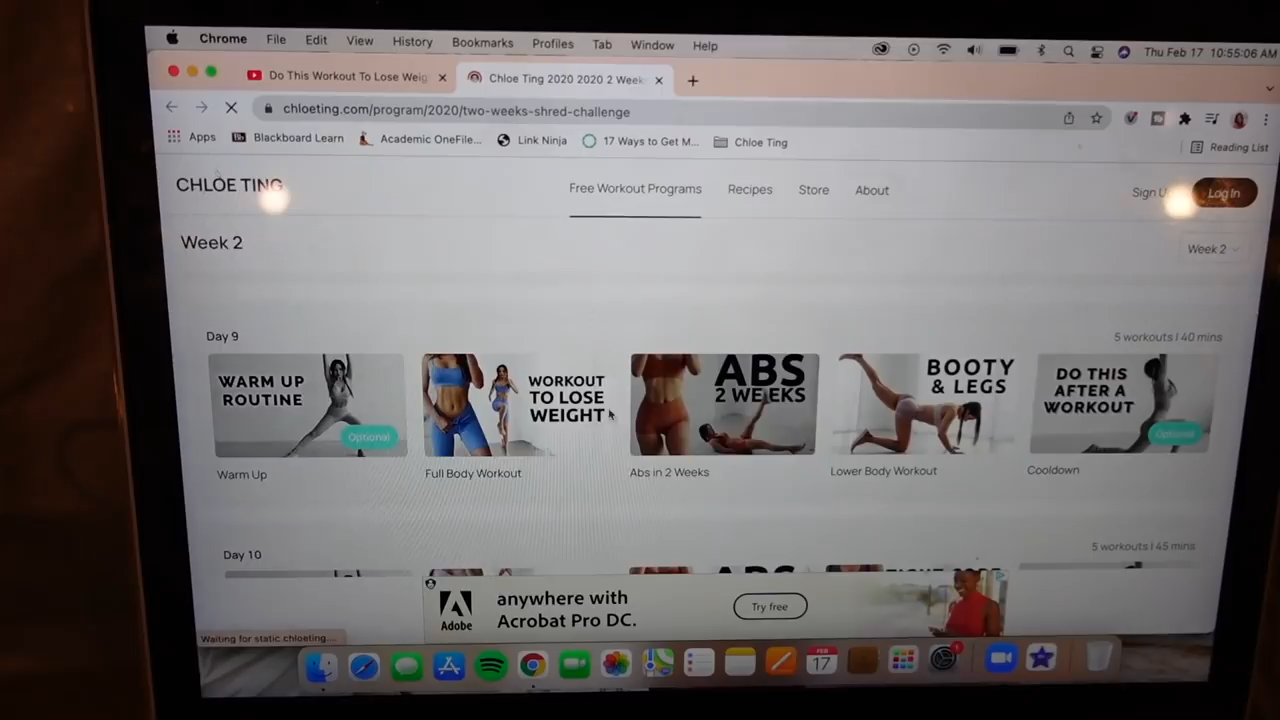 Chrome File Edit View History Bookmarks Profiles Tab Window Help Thu Feb 17 10:55:06 AM
Do This Workout To Lose Weig Chloe Ting 2020 2020 2 Week
chloeting.com/program/2020/two-weeks-shred-challenge
Apps Bb Blackboard Learn Academic OneFile... Link Ninja 17 Ways to Get M... Chloe Ting
Reading List
CHLOE TING Free Workout Programs Recipes Store About Sign U Log In
Week 2 Week 2
Day 9 5 workouts | 40 mins
WARM UP
ROUTINE
Optional
WORKOUT
TO LOSE
WEIGHT
ABS
2 WEEKS
BOOTY
& LEGS
DO THIS
AFTER A
WORKOUT
Optional
Warm Up Full Body Workout Abs in 2 Weeks Lower Body Workout Cooldown
Day 10 5 workouts | 45 mins
ABS
Adobe
anywhere with
Acrobat Pro DC.
Try free
Waiting for static chloeting...
FEB
17
1